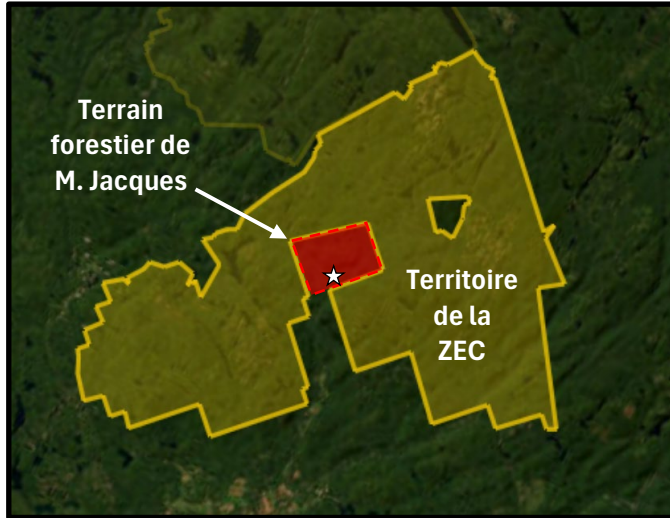 Terrain
forestier de
M. Jacques
Territoire
de la
ZEC